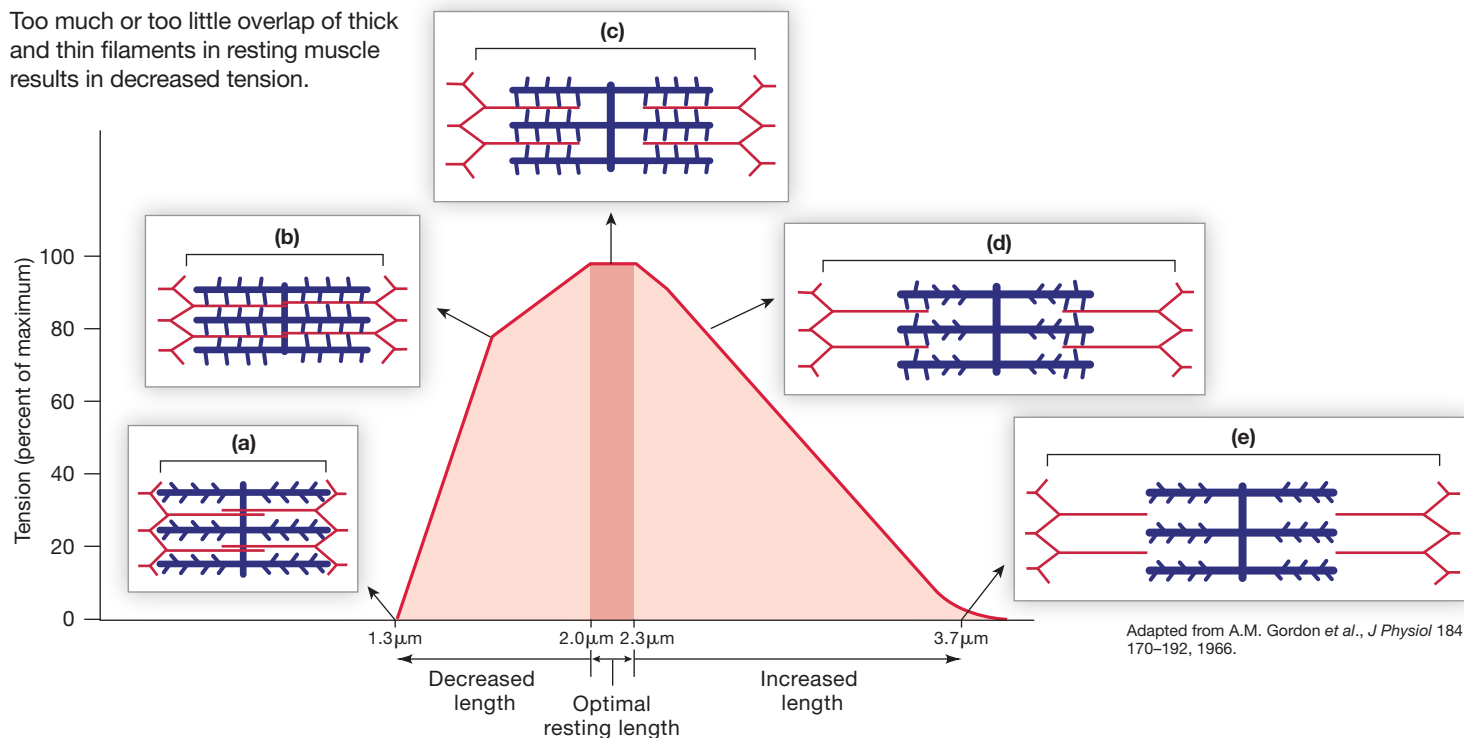 Too much or too little overlap of thick
and thin filaments in resting muscle
results in decreased tension.
(c)
(b)
(d)
(a)
(e)
Tension (percent of maximum)
100
80
60
40
20
0
1.3μm
2.0μm
2.3μm
3.7μm
Decreased
length
Optimal
resting length
Increased
length
Adapted from A.M. Gordon et al., J Physiol 184
170–192, 1966.